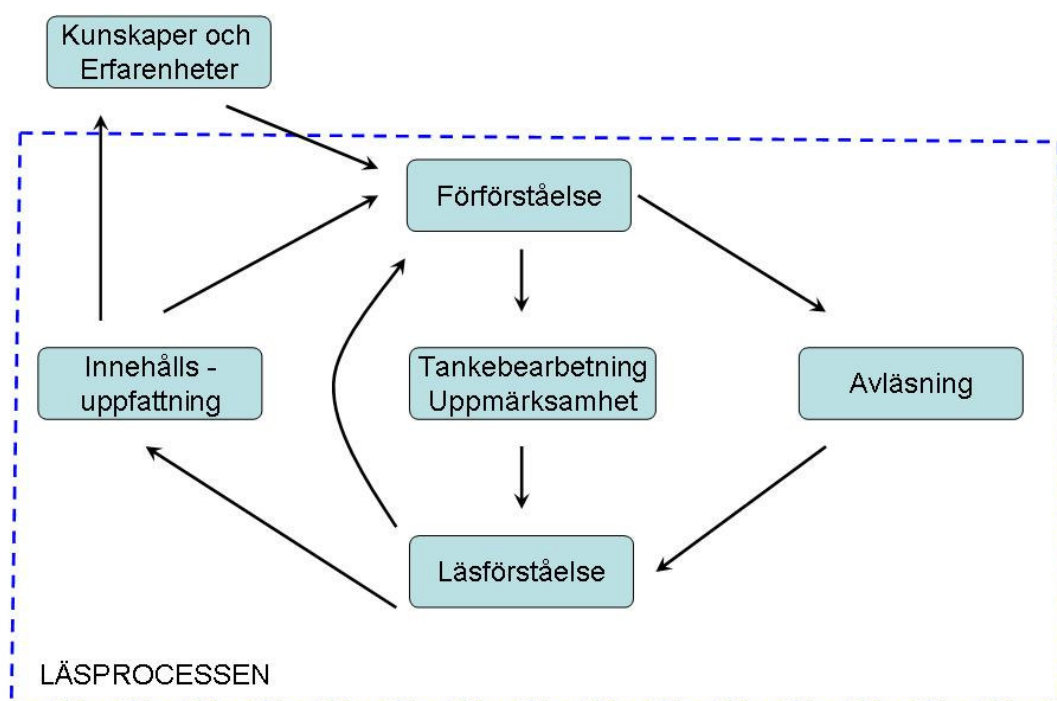 Kunskaper och
Erfarenheter
Förförståelse
Innehålls -
uppfattning
Tankebearbetning
Uppmärksamhet
Avläsning
Läsförståelse
LÄSPROCESSEN